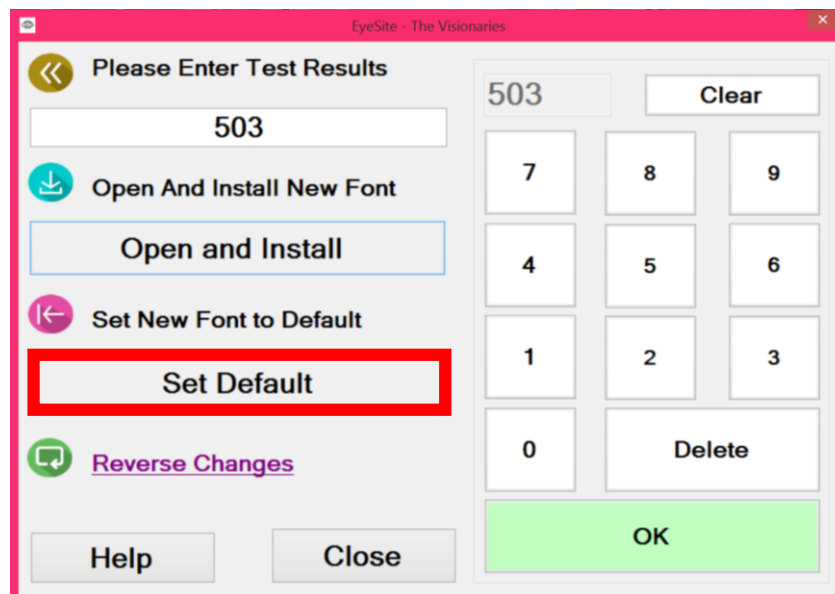 EyeSite - The Visionaries
Please Enter Test Results
503
Open And Install New Font
Open and Install
Set New Font to Default
Set Default
Reverse Changes
Help
Close
503
Clear
7 8 9
4 5 6
1 2 3
0 Delete
OK